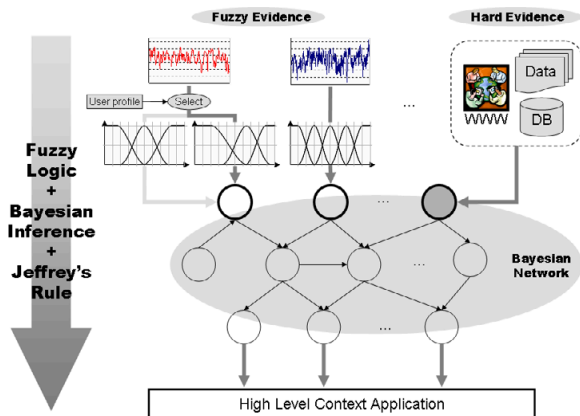 Fuzzy Evidence
Hard Evidence
User profile
Select
...
WWWW
Data
DB
Fuzzy
Logic
+
Bayesian
Inference
+
Jeffrey's
Rule
...
...
Bayesian
Network
...
High Level Context Application